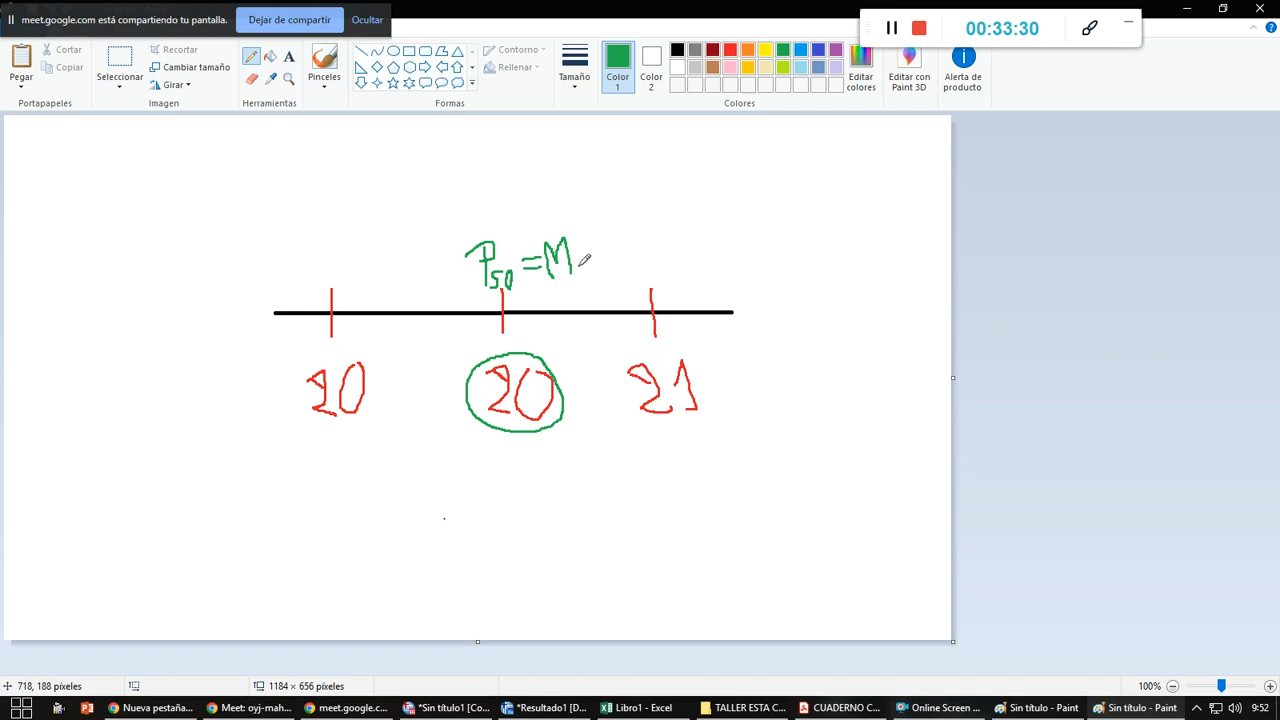 meet.google.com está compartiendo tu pantalla. Dejar de compartir Ocultar
00:33:30
Pegar
Cortar
Copiar
Portapapeles
Seleccionar
Recortar
Cambiar tamaño
Girar
Imagen
A
Herramientas
Pinceles
Contorno
Rellenar
Formas
Tamaño
Color 1
Color 2
Editar colores
Colores
Editar con Paint 3D
Alerta de producto
P50 = M
20 20 21
718, 188 píxeles 1184 × 656 píxeles 100%
Nueva pestaña... Meet: oyj-mah... meet.google.c... *Sin título1 [Co... *Resultado1 [D... Libro1 - Excel TALLER ESTA C... CUADERNO C... Online Screen ... Sin título - Paint Sin título - Paint 9:52